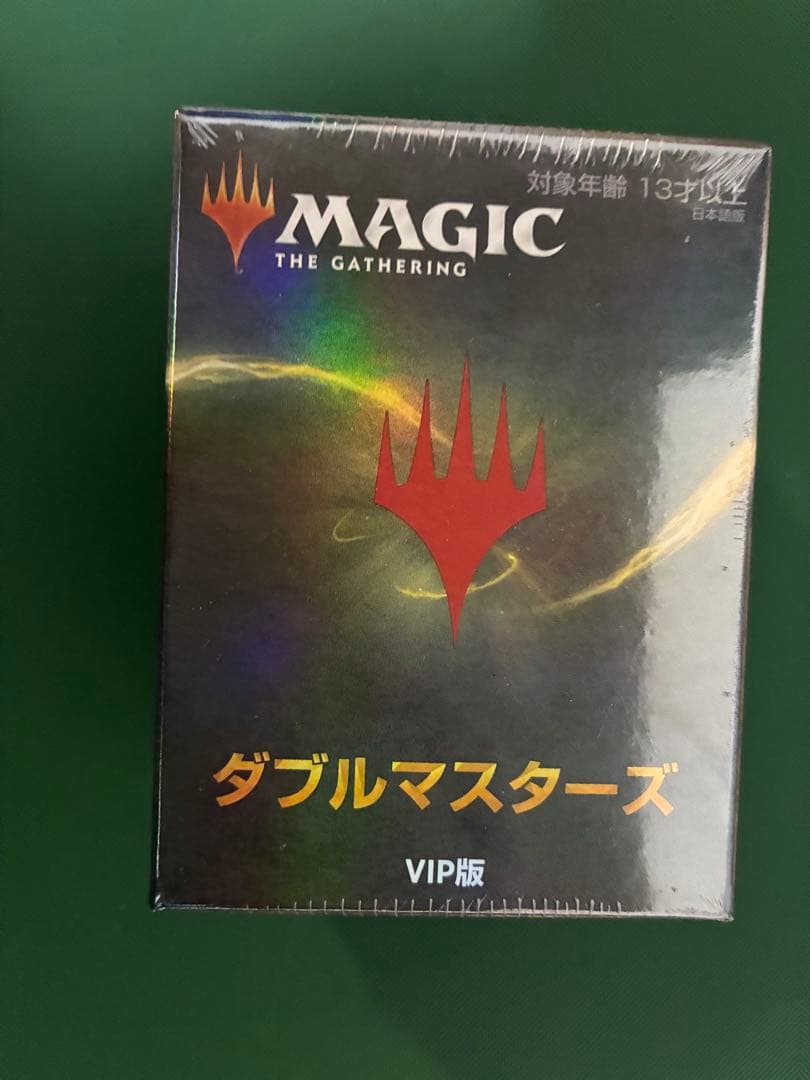 対象年齢 13才以上
日本語版
MAGIC
THE GATHERING
ダブルマスターズ
VIP版